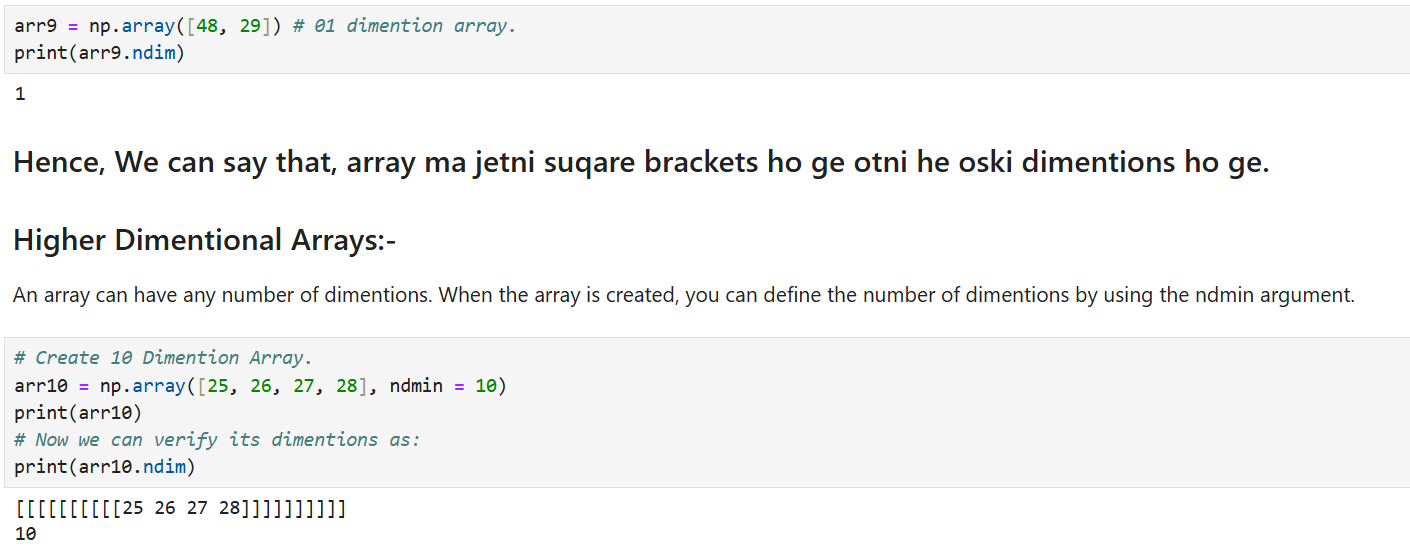 arr9 = np.array([48, 29]) # 01 dimention array.
print(arr9.ndim)
1
Hence, We can say that, array ma jetni suqare brackets ho ge otni he oski dimentions ho ge.
Higher Dimentional Arrays:-
An array can have any number of dimentions. When the array is created, you can define the number of dimentions by using the ndmin argument.
# Create 10 Dimention Array.
arr10 = np.array([25, 26, 27, 28], ndmin = 10)
print(arr10)
# Now we can verify its dimentions as:
print(arr10.ndim)
[[[[[[[[[[25 26 27 28]]]]]]]]]]
10